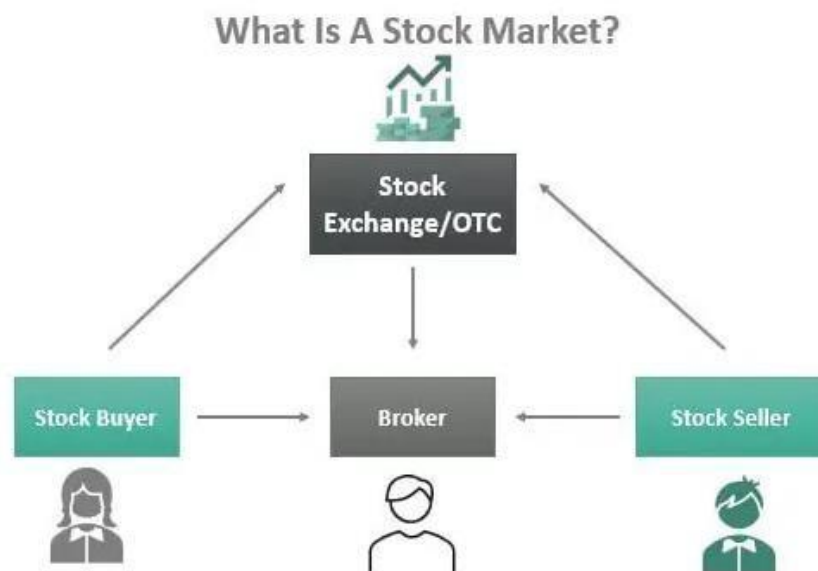 What Is A Stock Market?
Stock
Exchange/OTC
Stock Buyer
Broker
Stock Seller